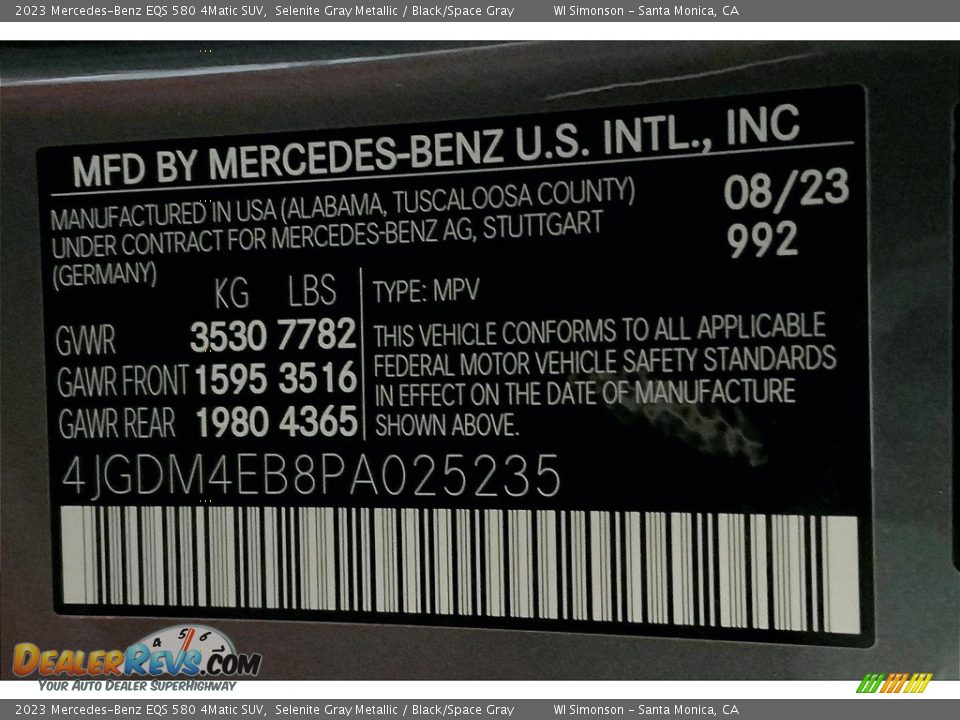 2023 Mercedes-Benz EQS 580 4Matic SUV,  Selenite Gray Metallic / Black/Space Gray     WI Simonson - Santa Monica, CA
MFD BY MERCEDES-BENZ U.S. INTL., INC
MANUFACTURED IN USA (ALABAMA, TUSCALOOSA COUNTY)
UNDER CONTRACT FOR MERCEDES-BENZ AG, STUTTGART
(GERMANY)
08/23
992
KG LBS
GVWR 3530 7782
GAWR FRONT 1595 3516
GAWR REAR 1980 4365
TYPE: MPV
THIS VEHICLE CONFORMS TO ALL APPLICABLE
FEDERAL MOTOR VEHICLE SAFETY STANDARDS
IN EFFECT ON THE DATE OF MANUFACTURE
SHOWN ABOVE.
4JGDM4EB8PA025235
4 5 6
DEALERREVS.COM
YOUR AUTO DEALER SUPERHIGHWAY
2023 Mercedes-Benz EQS 580 4Matic SUV,  Selenite Gray Metallic / Black/Space Gray     WI Simonson - Santa Monica, CA